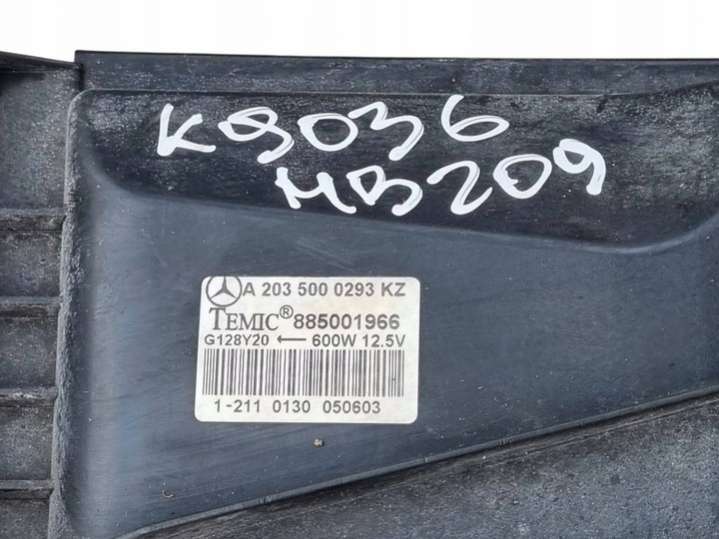 K9036
MB209
A 203 500 0293 KZ
TEMIC® 885001966
G128Y20 ← 600W 12.5V
1-211 0130 050603